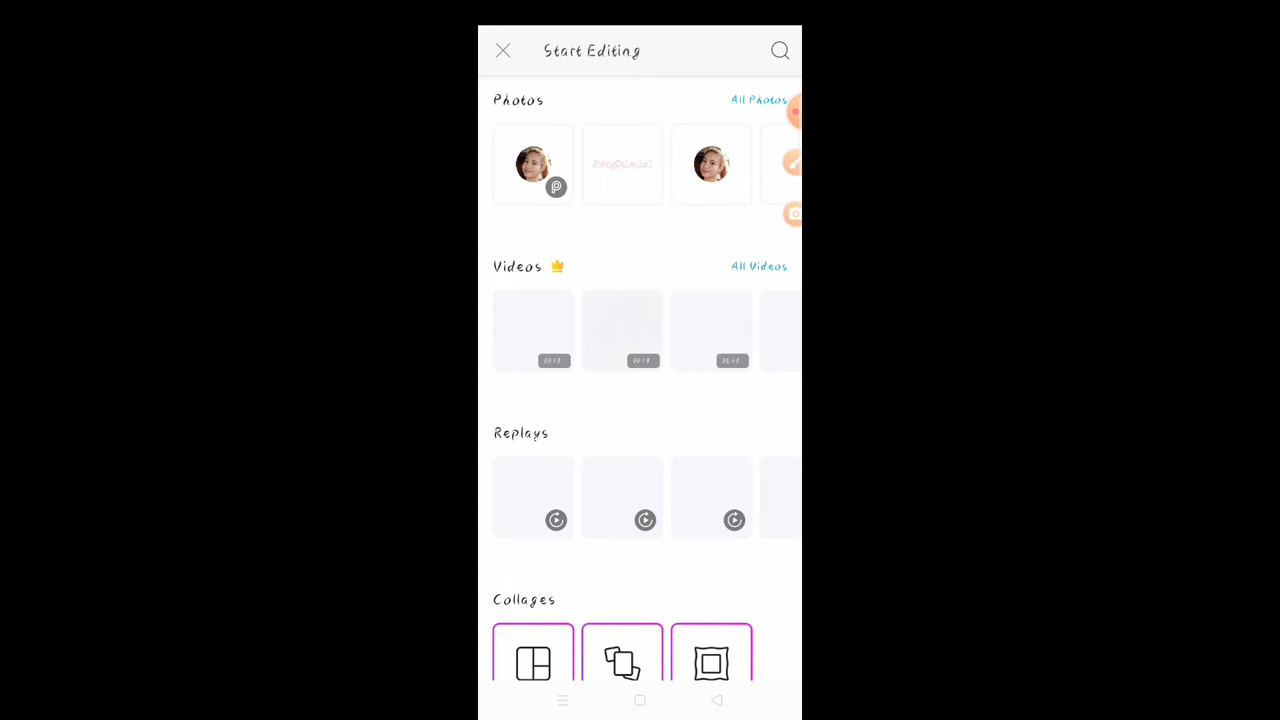 Start Editing
Photos
All Photos
Videos
All Videos
Replays
Collages